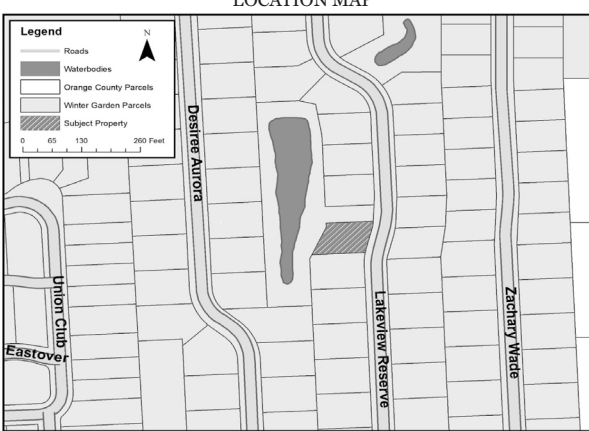 LOCATION MAP
Legend
N
Roads
Waterbodies
Orange County Parcels
Winter Garden Parcels
Subject Property
0 65 130 260 Feet
Desiree Aurora
Union Club
Eastover
Lakeview Reserve
Zachary Wade